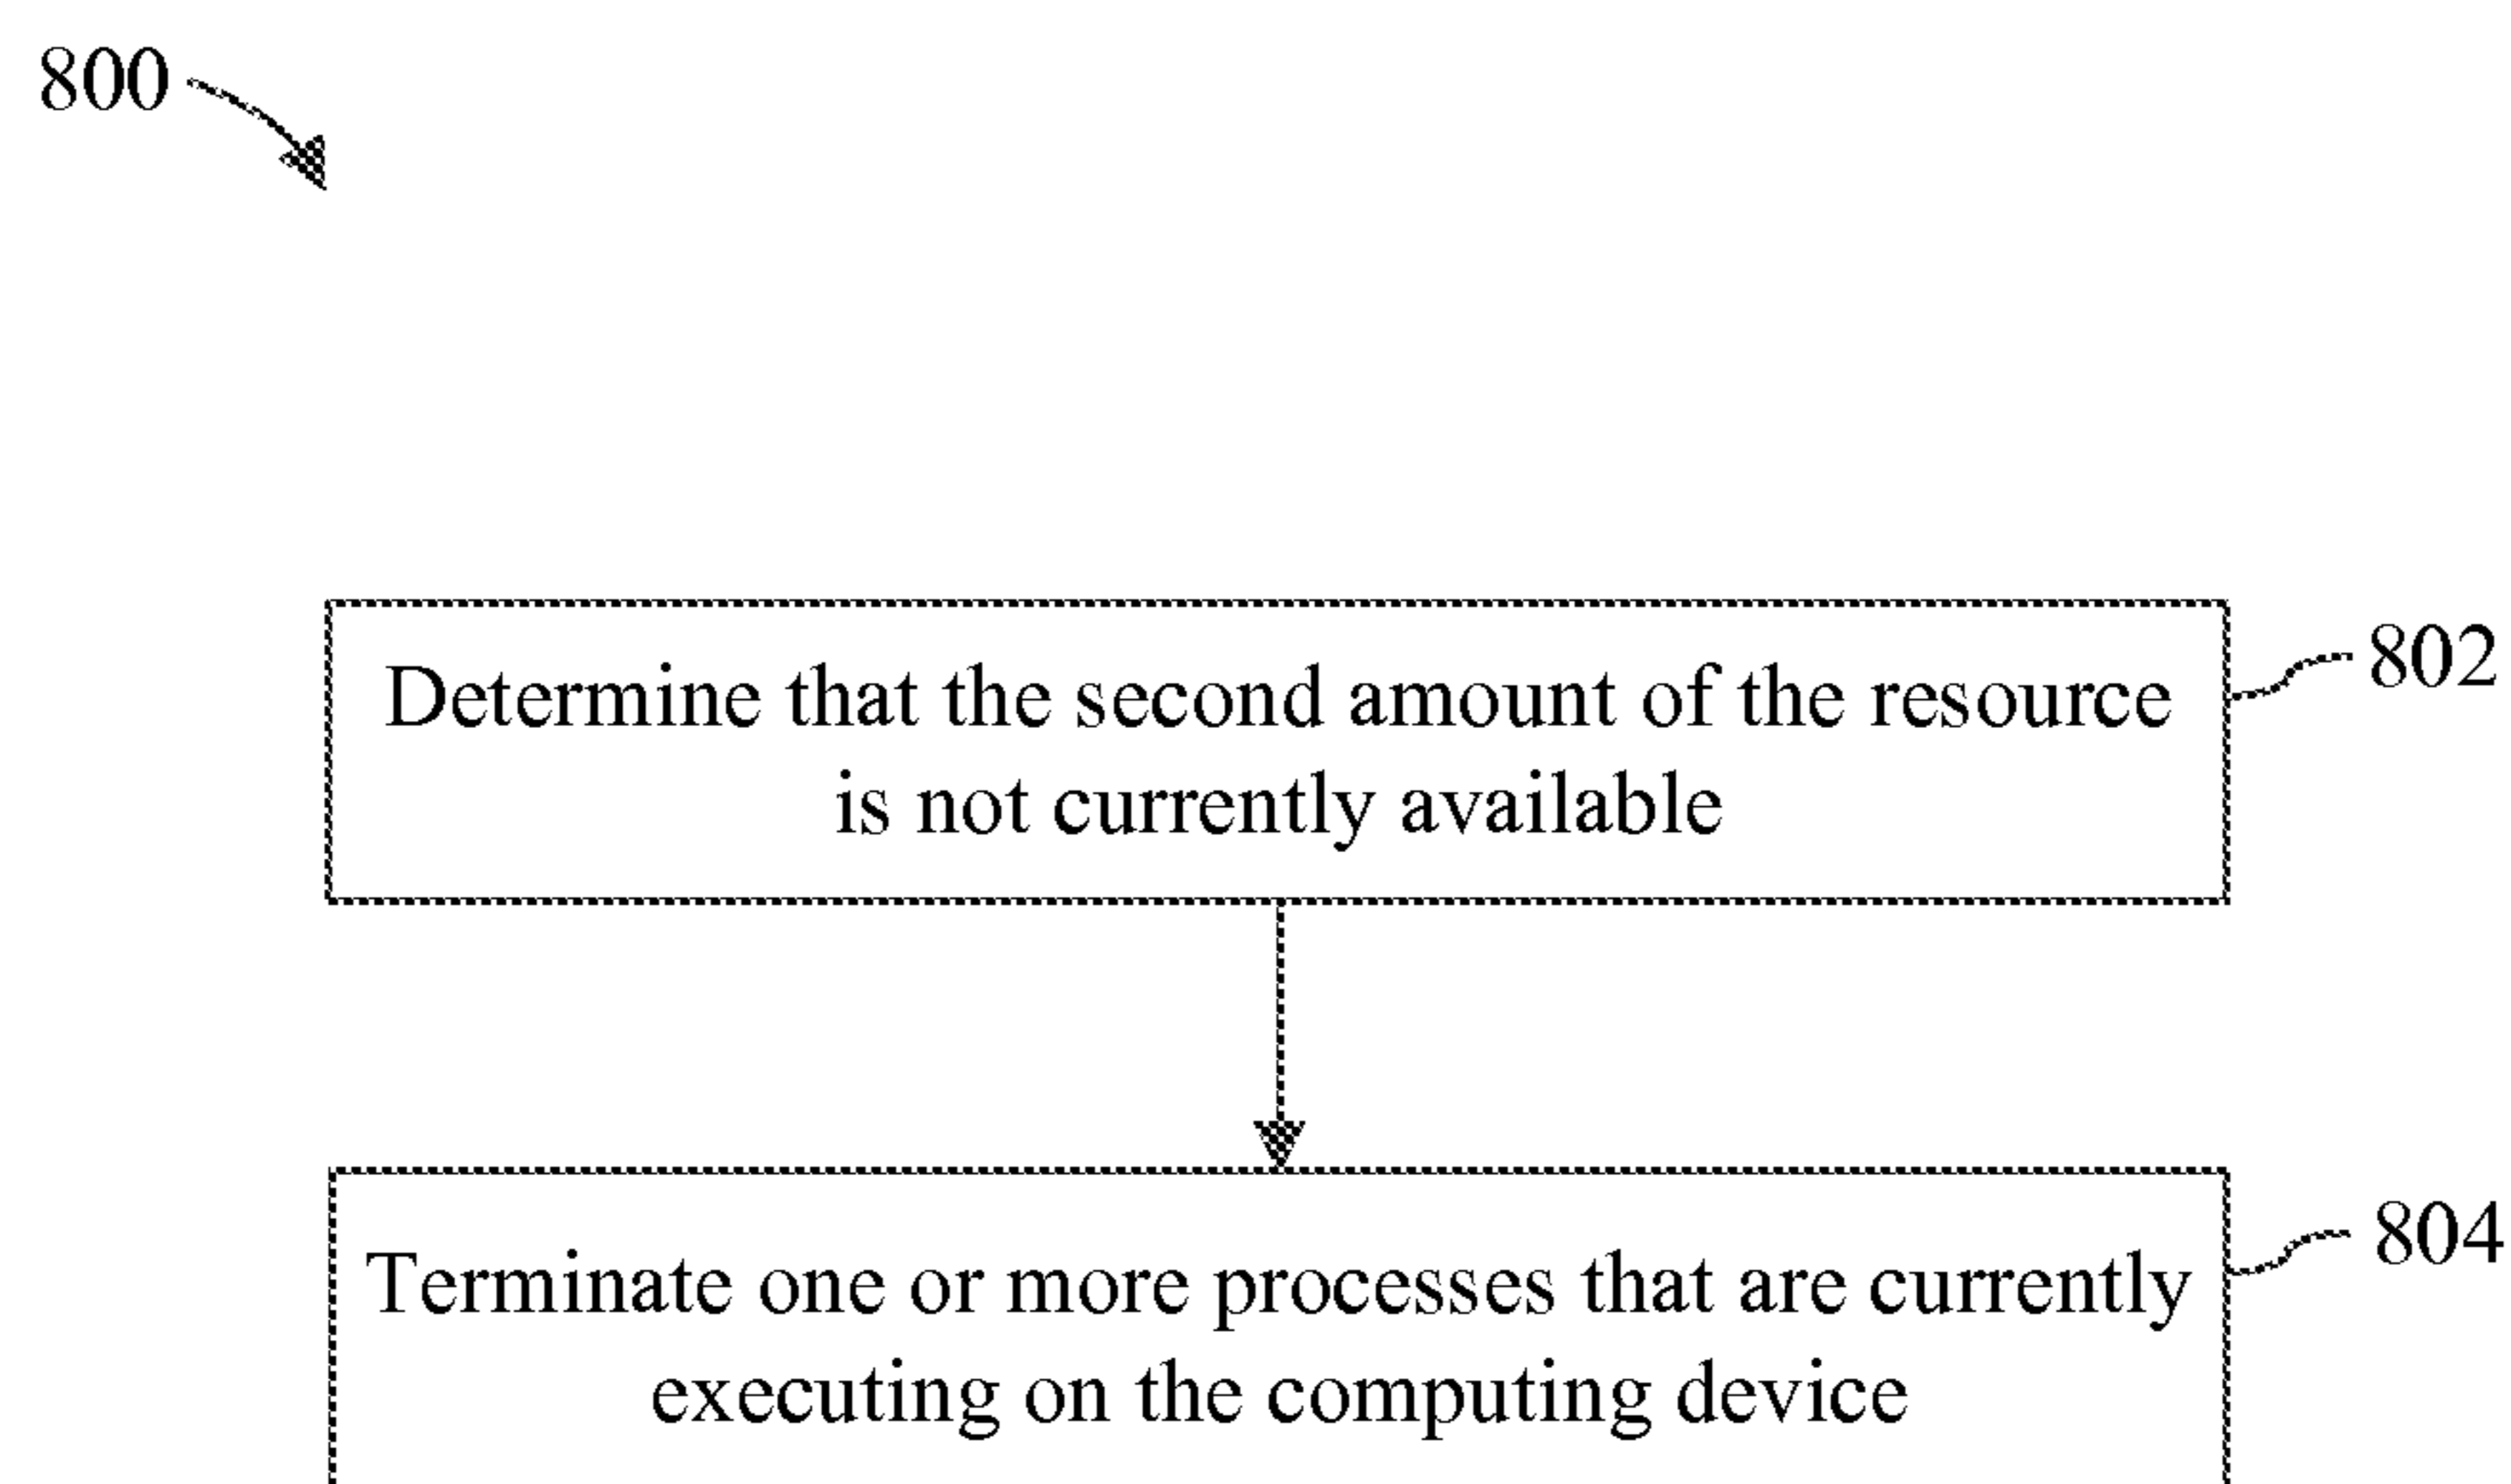 800
Determine that the second amount of the resource
is not currently available
802
Terminate one or more processes that are currently
executing on the computing device
804